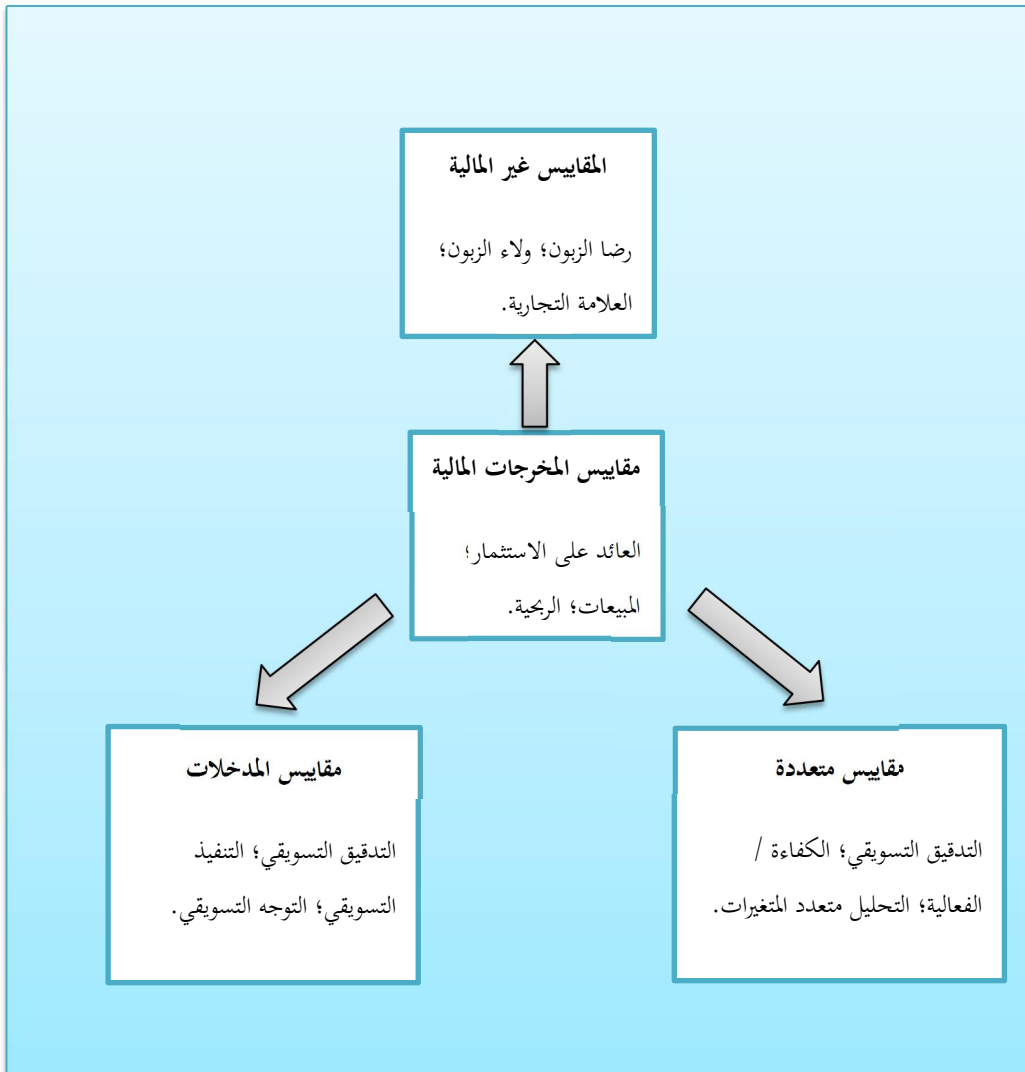 المقاييس غير المالية
رضا الزبون؛ ولاء الزبون؛
العلامة التجارية.
مقاييس المخرجات المالية
العائد على الاستثمار؛
المبيعات؛ الربحية.
مقاييس متعددة
التدقيق التسويقي؛ الكفاءة /
الفعالية؛ التحليل متعدد المتغيرات.
مقاييس المدخلات
التدقيق التسويقي؛ التنفيذ
التسويقي؛ التوجه التسويقي.